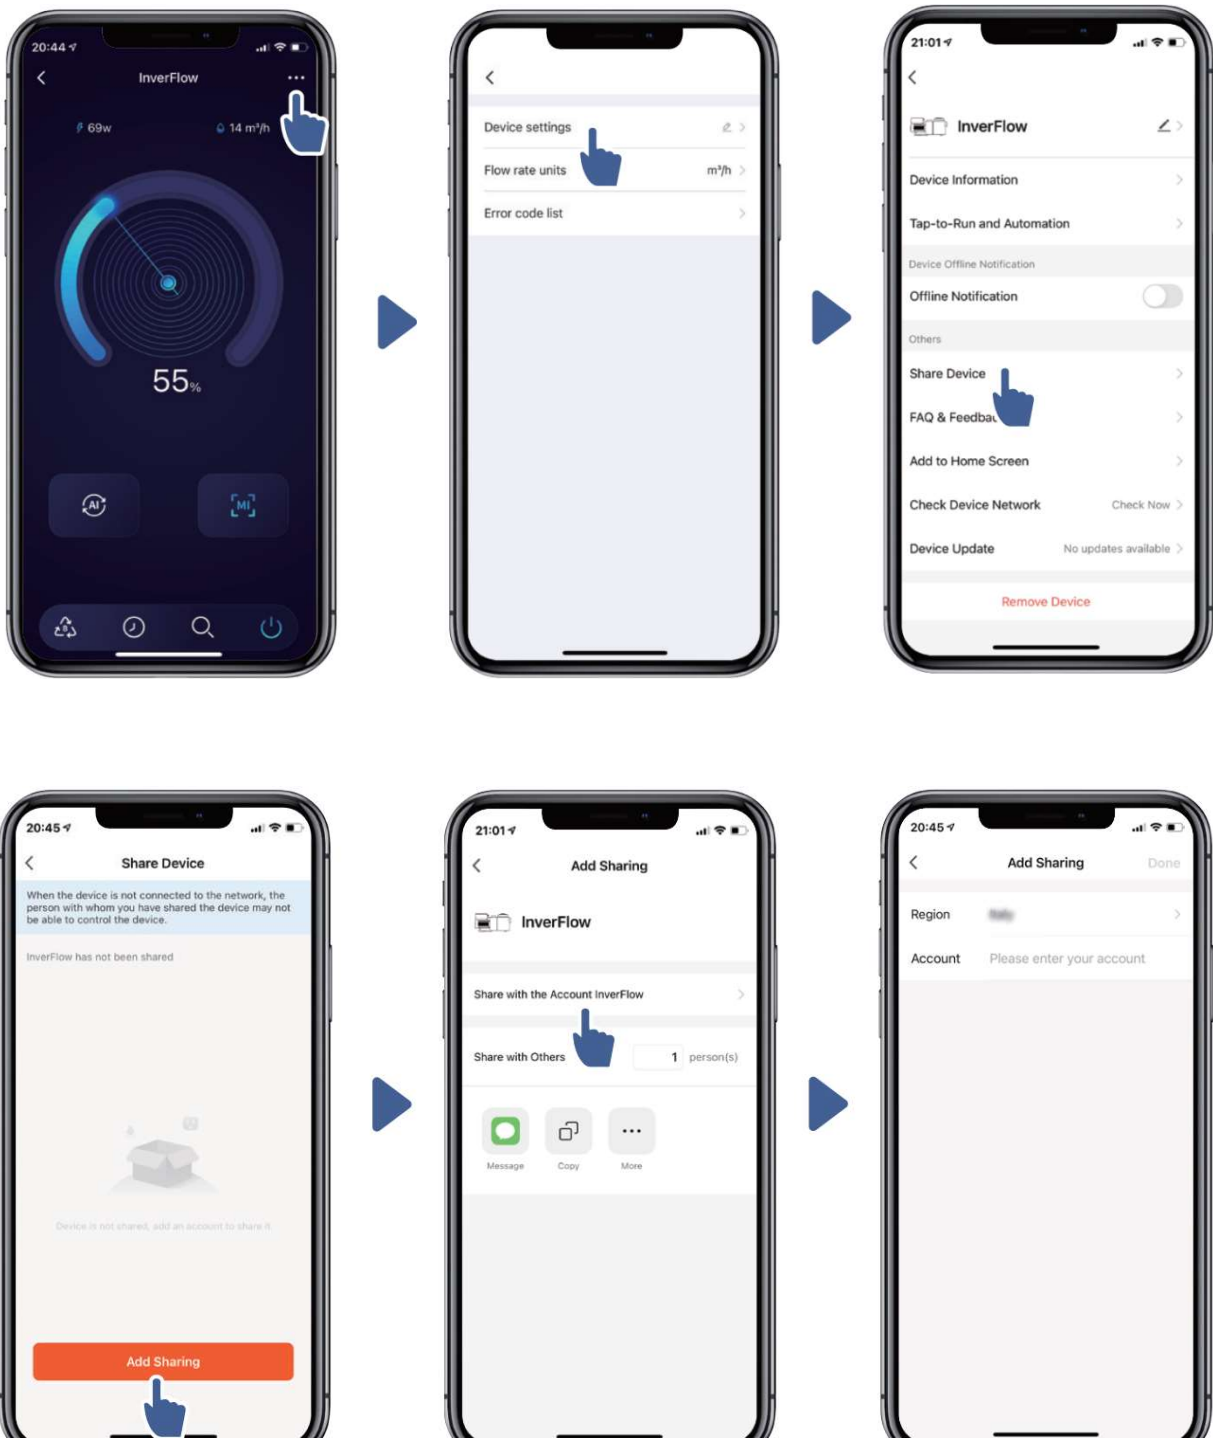 20:44
InverFlow
69w
14 m³/h
55%
AI
MI
Device settings
Flow rate units m³/h
Error code list
21:01
InverFlow
Device Information
Tap-to-Run and Automation
Device Offline Notification
Offline Notification
Others
Share Device
FAQ & Feedba
Add to Home Screen
Check Device Network Check Now
Device Update No updates available
Remove Device
20:45
Share Device
When the device is not connected to the network, the
person with whom you have shared the device may not
be able to control the device.
InverFlow has not been shared
Device is not shared, add an account to share it
Add Sharing
21:01
Add Sharing
InverFlow
Share with the Account InverFlow
Share with Others 1 person(s)
Message Copy More
20:45
Add Sharing Done
Region
Account Please enter your account